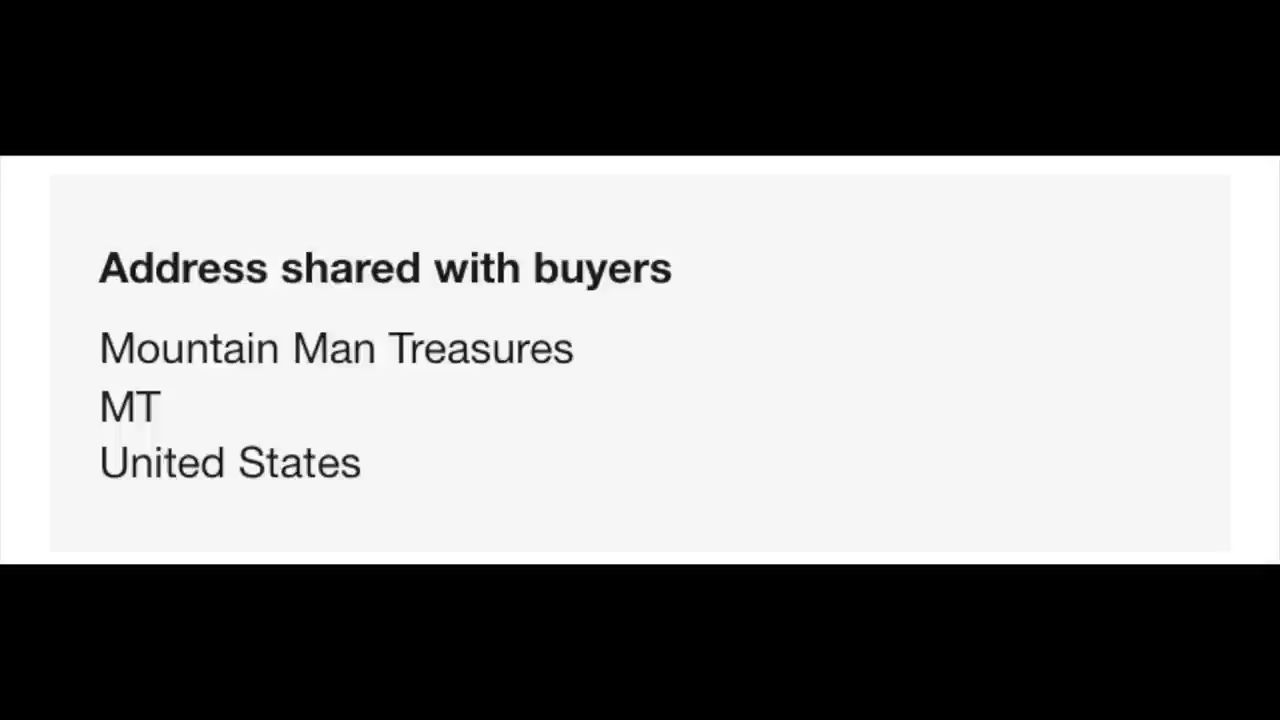 Address shared with buyers
Mountain Man Treasures
MT
United States